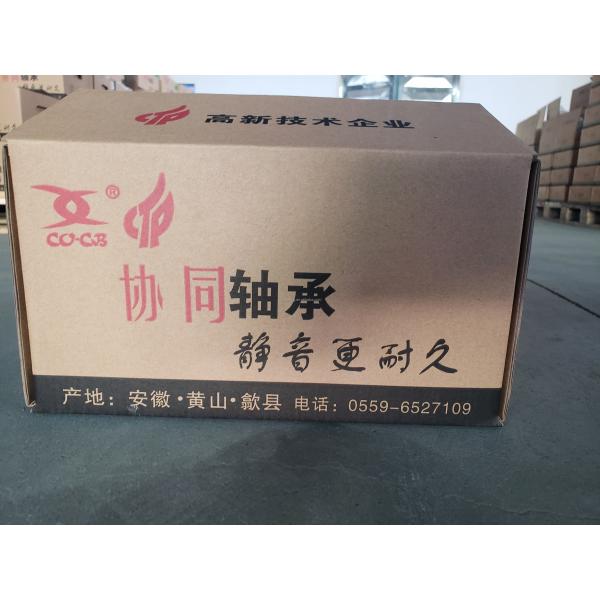 高新技术企业
CO-CB ®
协同轴承
静音更耐久
产地：安徽·黄山·歙县 电话：0559-6527109